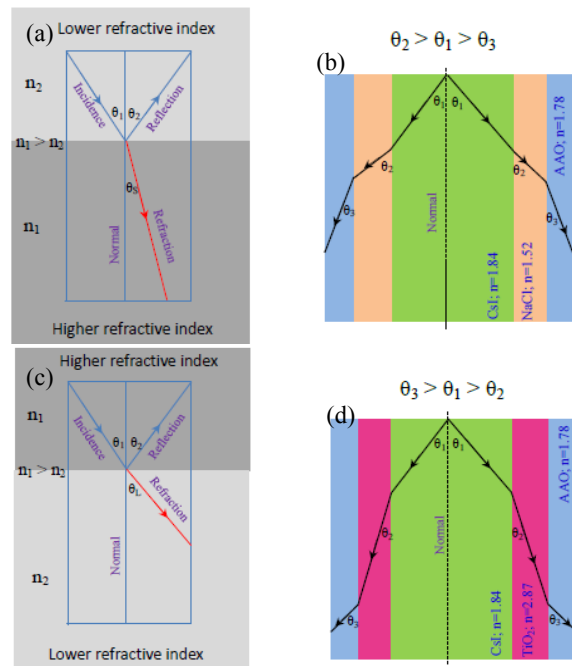 (a)
Lower refractive index
n₂
Incidence
θ₁
θ₂
Reflection
n₁ > n₂
θS
n₁
Normal
Refraction
Higher refractive index
θ₂ > θ₁ > θ₃
(b)
θ₁
θ₁
θ₂
θ₂
θ₃
θ₃
Normal
CsI; n=1.84
NaCl; n=1.52
AAO; n=1.78
(c)
Higher refractive index
n₁
Incidence
θ₁
θ₂
Reflection
n₁ > n₂
θL
Refraction
Normal
n₂
Lower refractive index
θ₃ > θ₁ > θ₂
(d)
θ₁
θ₁
θ₂
θ₂
θ₃
θ₃
Normal
CsI; n=1.84
TiO₂; n=2.87
AAO; n=1.78